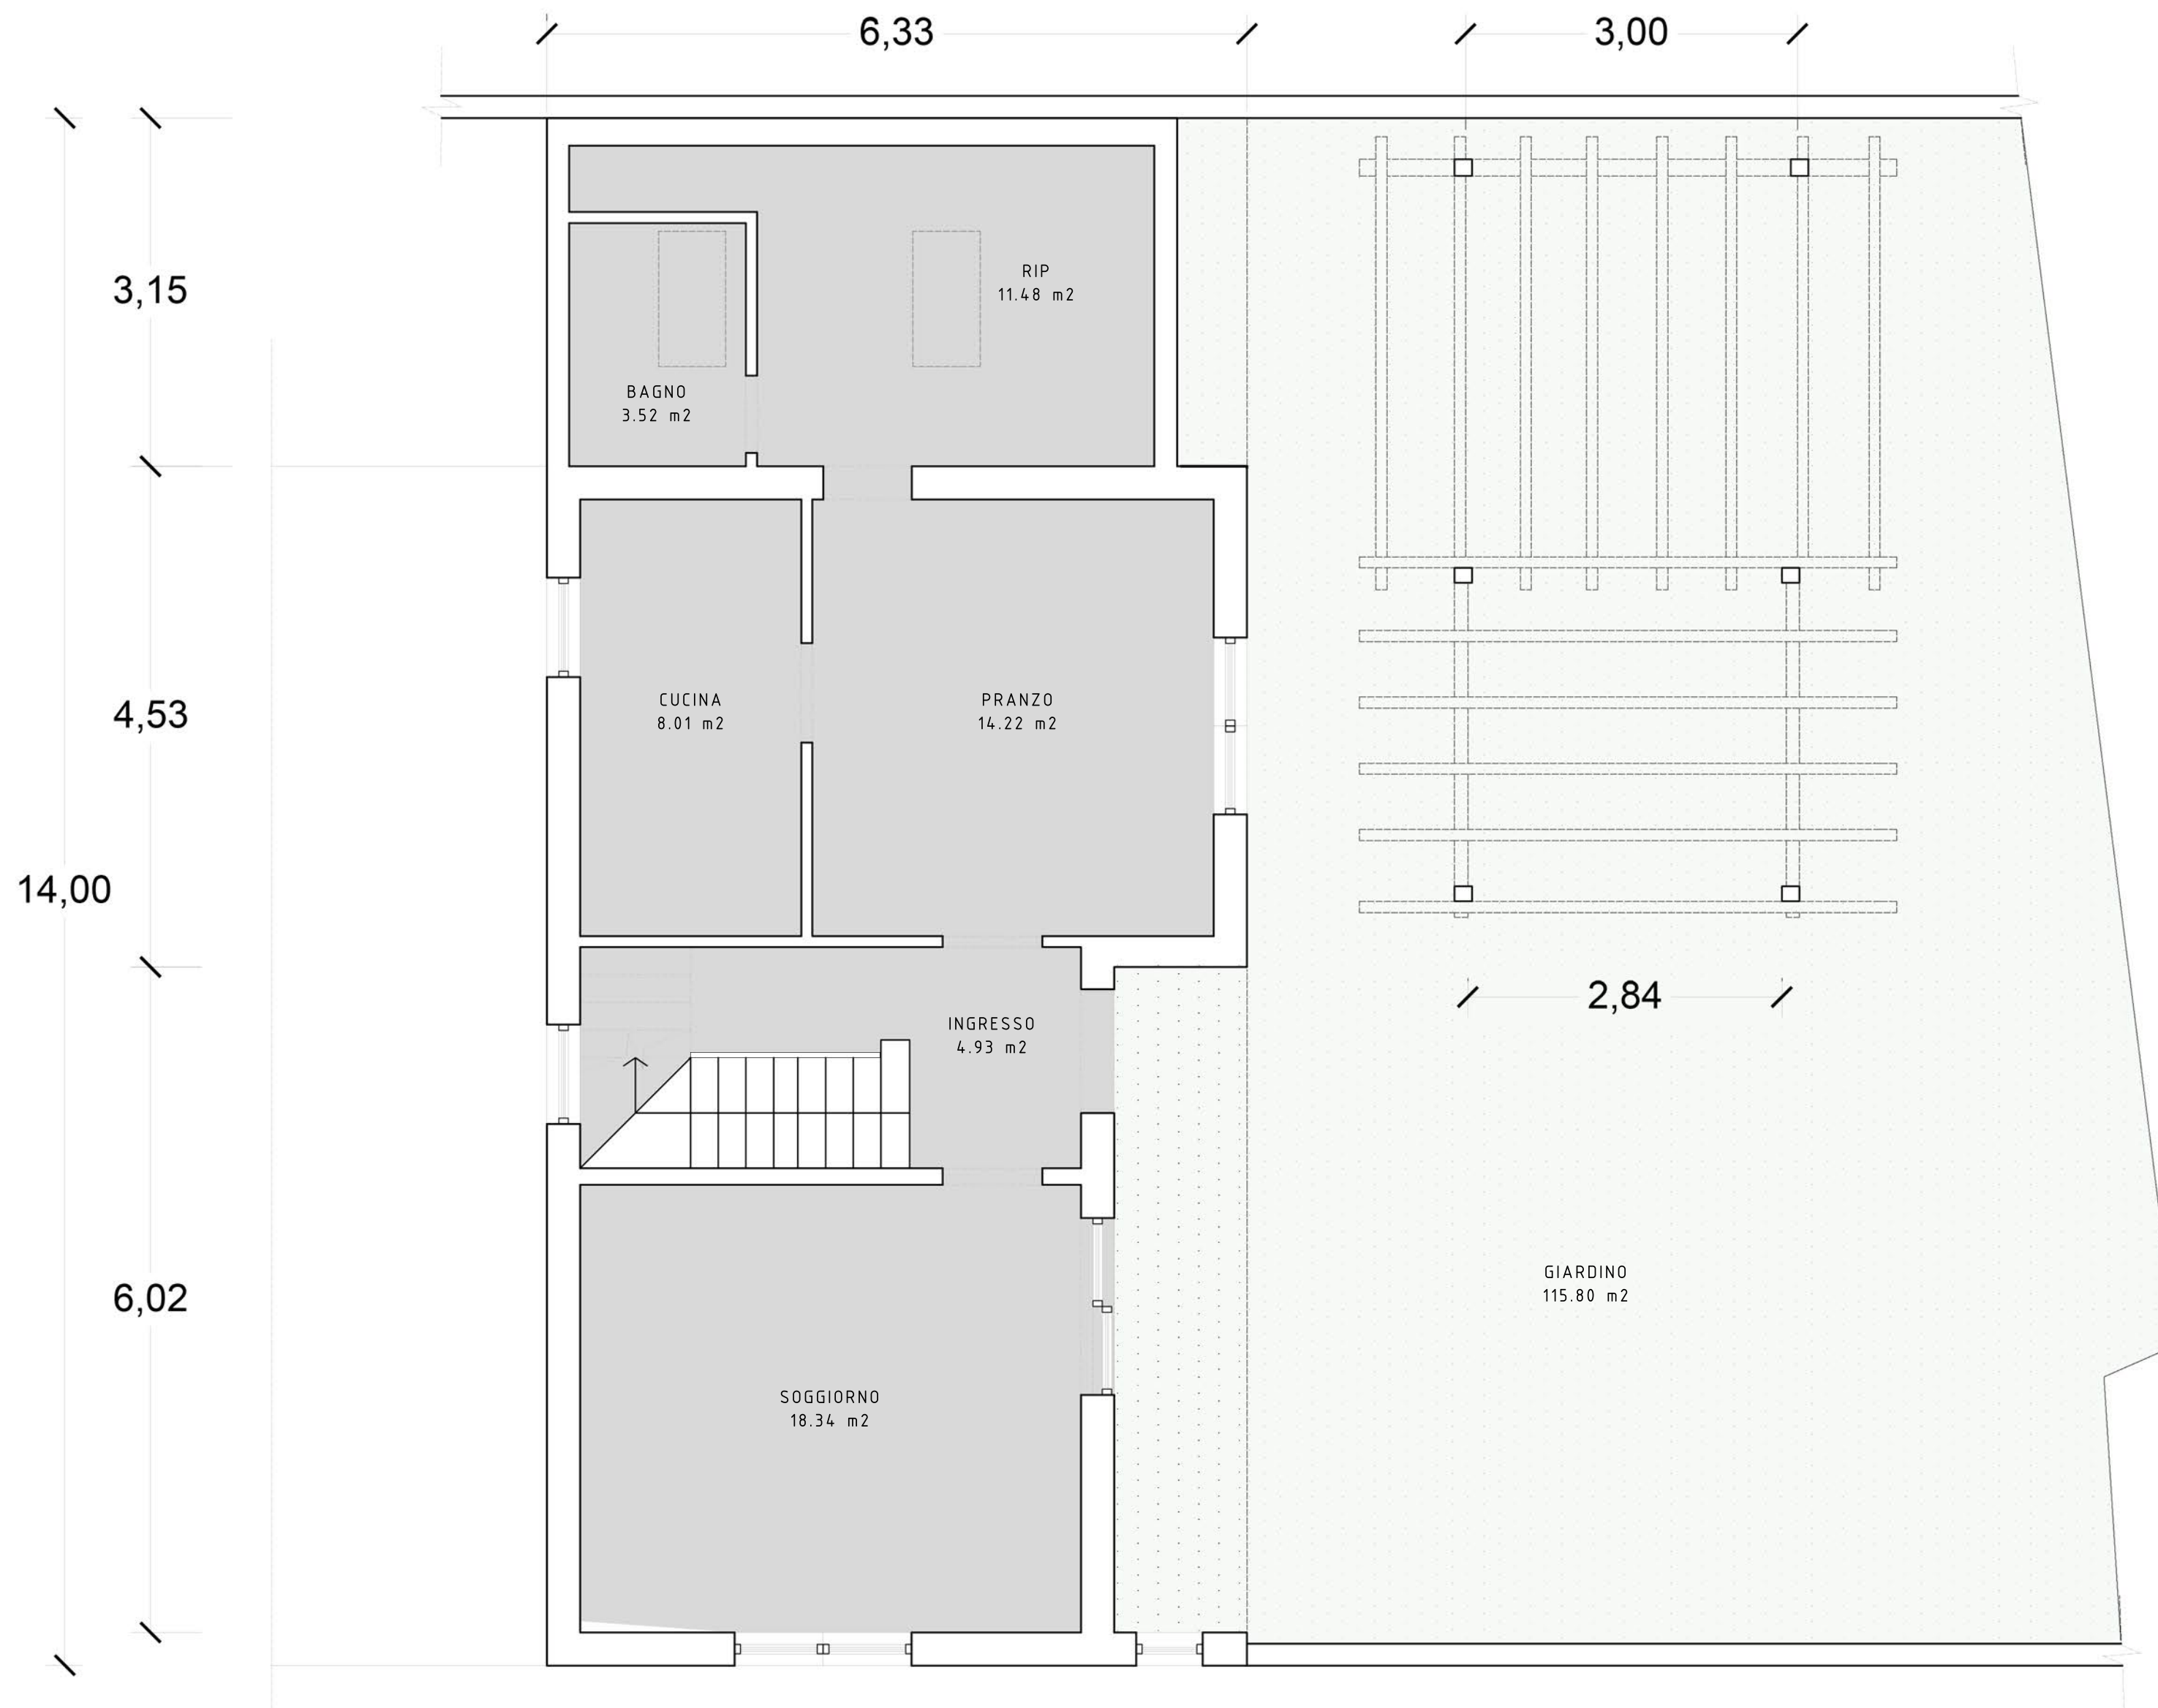 6,33
3,00
3,15
RIP
11.48 m2
BAGNO
3.52 m2
4,53
CUCINA
8.01 m2
PRANZO
14.22 m2
14,00
2,84
INGRESSO
4.93 m2
6,02
GIARDINO
115.80 m2
SOGGIORNO
18.34 m2